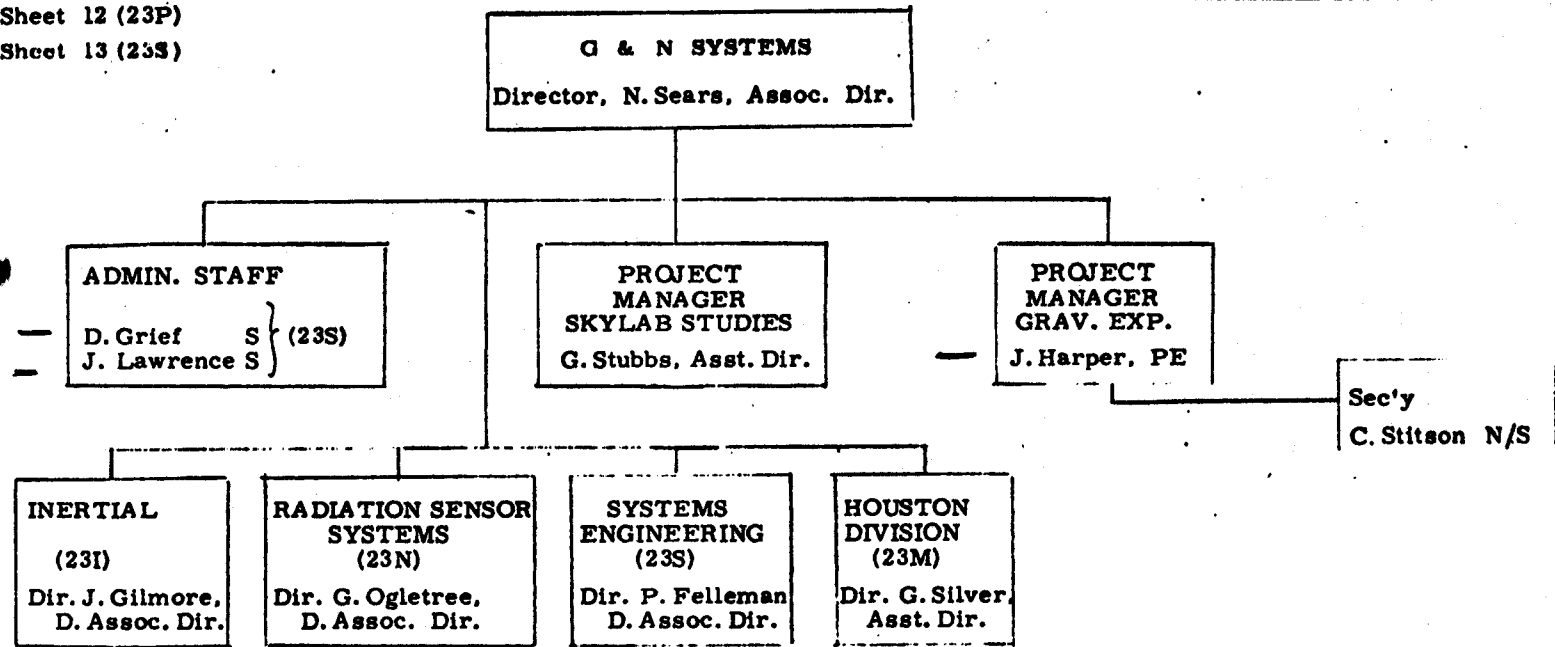 Sheet 12 (23P)
Sheet 13 (23S)
G & N SYSTEMS
Director, N. Sears, Assoc. Dir.
ADMIN. STAFF
D. Grief S } (23S)
J. Lawrence S
PROJECT
MANAGER
SKYLAB STUDIES
G. Stubbs, Asst. Dir.
PROJECT
MANAGER
GRAV. EXP.
J. Harper, PE
Sec'y
C. Stitson N/S
INERTIAL
(23I)
Dir. J. Gilmore,
D. Assoc. Dir.
RADIATION SENSOR
SYSTEMS
(23N)
Dir. G. Ogletree,
D. Assoc. Dir.
SYSTEMS
ENGINEERING
(23S)
Dir. P. Felleman
D. Assoc. Dir.
HOUSTON
DIVISION
(23M)
Dir. G. Silver,
Asst. Dir.